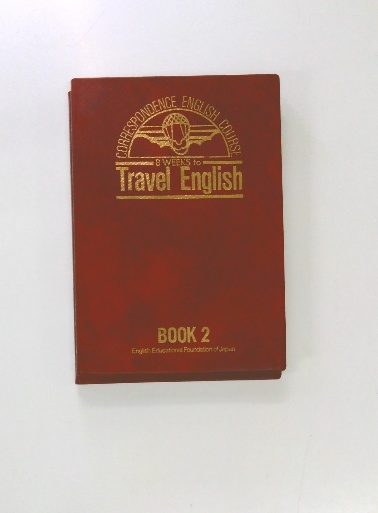 CORRESPONDENCE ENGLISH COURSE
8 WEEKS to
Travel English
BOOK 2
English Educational Foundation of Japan